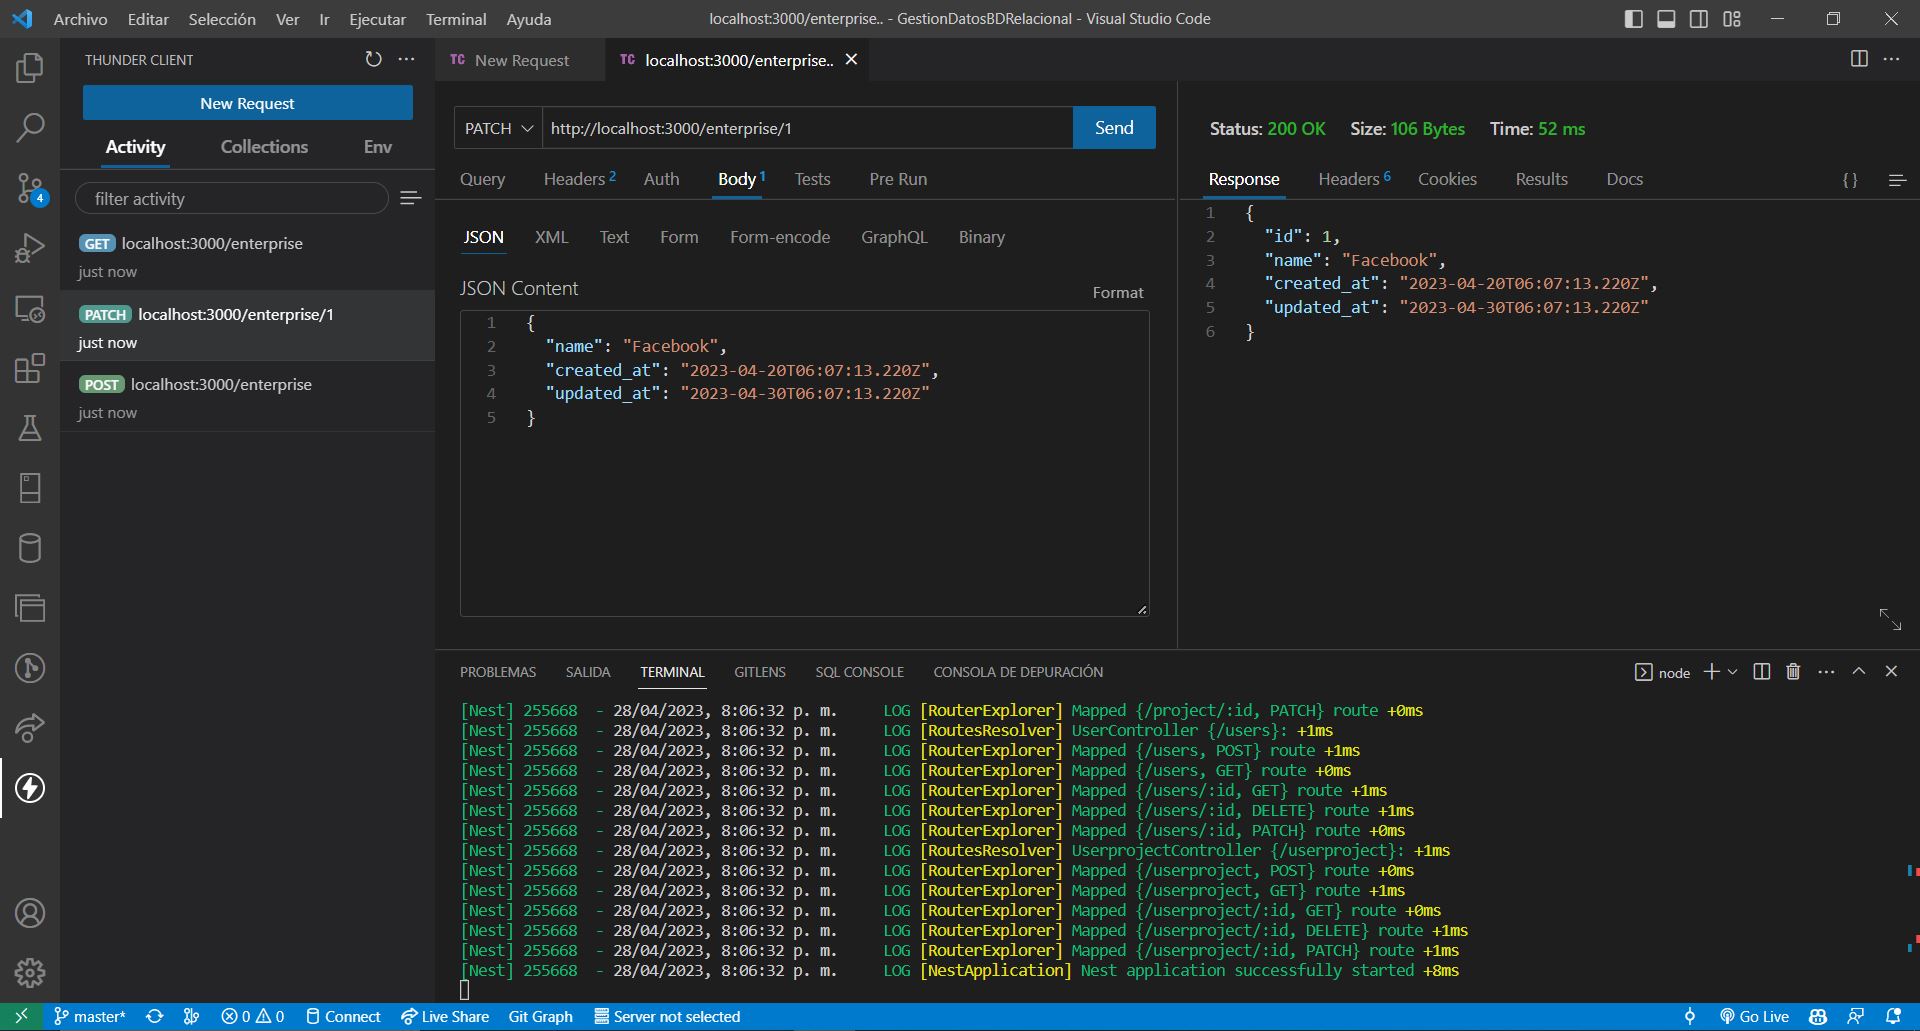 Archivo Editar Selección Ver Ir Ejecutar Terminal Ayuda
localhost:3000/enterprise.. - GestionDatosBDRelacional - Visual Studio Code
THUNDER CLIENT
New Request
Activity Collections Env
filter activity
GET localhost:3000/enterprise
just now
PATCH localhost:3000/enterprise/1
just now
POST localhost:3000/enterprise
just now
4
TC New Request
TC localhost:3000/enterprise..
PATCH http://localhost:3000/enterprise/1 Send
Query Headers 2 Auth Body 1 Tests Pre Run
JSON XML Text Form Form-encode GraphQL Binary
JSON Content
Format
1 {
2 "name": "Facebook",
3 "created_at": "2023-04-20T06:07:13.220Z",
4 "updated_at": "2023-04-30T06:07:13.220Z"
5 }
Status: 200 OK Size: 106 Bytes Time: 52 ms
Response Headers 6 Cookies Results Docs { }
1 {
2 "id": 1,
3 "name": "Facebook",
4 "created_at": "2023-04-20T06:07:13.220Z",
5 "updated_at": "2023-04-30T06:07:13.220Z"
6 }
PROBLEMAS SALIDA TERMINAL GITLENS SQL CONSOLE CONSOLA DE DEPURACIÓN
node
[Nest] 255668 - 28/04/2023, 8:06:32 p. m. LOG [RouterExplorer] Mapped {/project/:id, PATCH} route +0ms
[Nest] 255668 - 28/04/2023, 8:06:32 p. m. LOG [RoutesResolver] UserController {/users}: +1ms
[Nest] 255668 - 28/04/2023, 8:06:32 p. m. LOG [RouterExplorer] Mapped {/users, POST} route +1ms
[Nest] 255668 - 28/04/2023, 8:06:32 p. m. LOG [RouterExplorer] Mapped {/users, GET} route +0ms
[Nest] 255668 - 28/04/2023, 8:06:32 p. m. LOG [RouterExplorer] Mapped {/users/:id, GET} route +1ms
[Nest] 255668 - 28/04/2023, 8:06:32 p. m. LOG [RouterExplorer] Mapped {/users/:id, DELETE} route +1ms
[Nest] 255668 - 28/04/2023, 8:06:32 p. m. LOG [RouterExplorer] Mapped {/users/:id, PATCH} route +0ms
[Nest] 255668 - 28/04/2023, 8:06:32 p. m. LOG [RoutesResolver] UserprojectController {/userproject}: +1ms
[Nest] 255668 - 28/04/2023, 8:06:32 p. m. LOG [RouterExplorer] Mapped {/userproject, POST} route +0ms
[Nest] 255668 - 28/04/2023, 8:06:32 p. m. LOG [RouterExplorer] Mapped {/userproject, GET} route +1ms
[Nest] 255668 - 28/04/2023, 8:06:32 p. m. LOG [RouterExplorer] Mapped {/userproject/:id, GET} route +0ms
[Nest] 255668 - 28/04/2023, 8:06:32 p. m. LOG [RouterExplorer] Mapped {/userproject/:id, DELETE} route +1ms
[Nest] 255668 - 28/04/2023, 8:06:32 p. m. LOG [RouterExplorer] Mapped {/userproject/:id, PATCH} route +1ms
[Nest] 255668 - 28/04/2023, 8:06:32 p. m. LOG [NestApplication] Nest application successfully started +8ms
master* 0 0 Connect Live Share Git Graph Server not selected Go Live